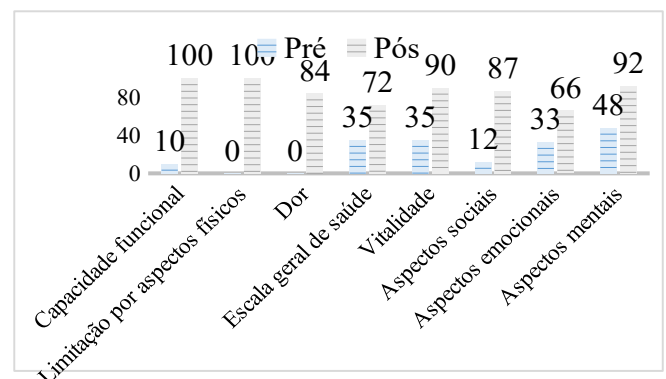 Pré Pós
100 100 84 72 90 87 66 92
10 0 0 35 35 12 33 48
80
40
0
Capacidade funcional
Limitação por aspectos físicos
Dor
Escala geral de saúde
Vitalidade
Aspectos sociais
Aspectos emocionais
Aspectos mentais